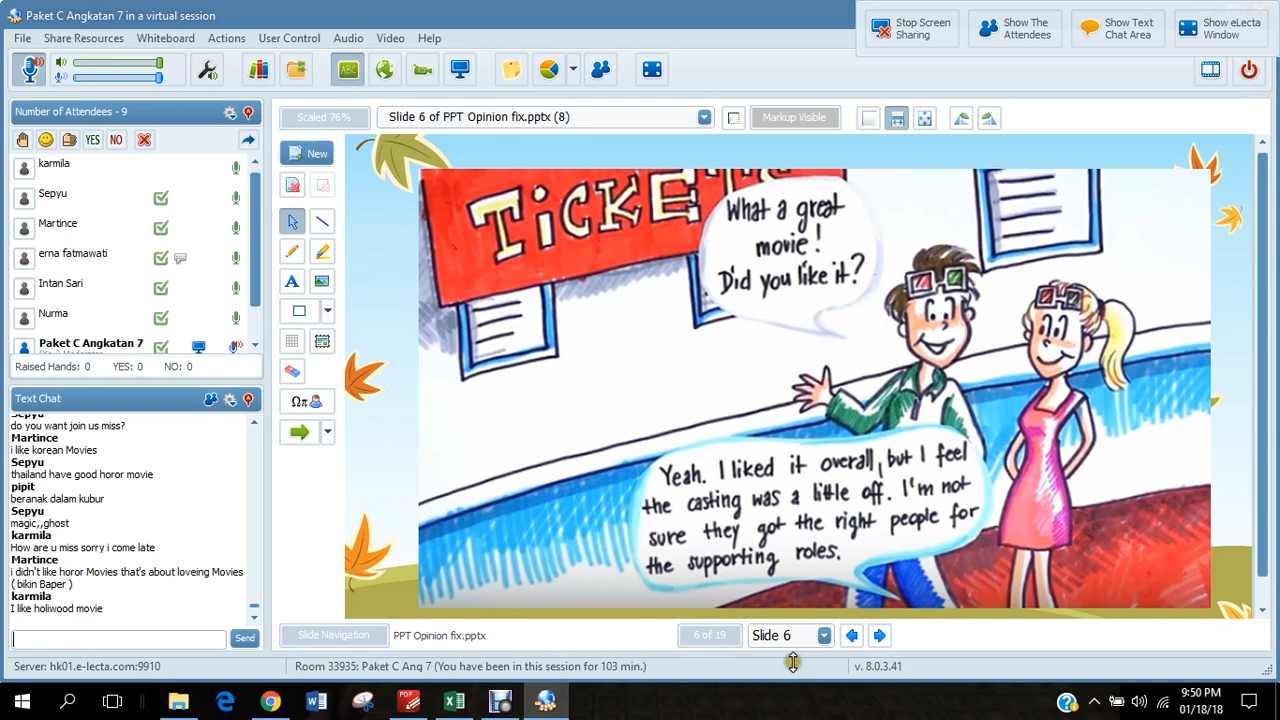 Paket C Angkatan 7 in a virtual session
Stop Screen Sharing
Show The Attendees
Show Text Chat Area
Show eLecta Window
File Share Resources Whiteboard Actions Users Control Audio Video Help
ABC
Number of Attendees - 9
YES NO
karmila
Sepyu
Martince
erna fatmawati
Intan Sari
Nurma
Paket C Angkatan 7
Raised Hands: 0 YES: 0 NO: 0
Text Chat
Sepyu
do you want join us miss?
Martince
i like korean Movies
Sepyu
thailand have good horor movie
pipit
beranak dalam kubur
Sepyu
magic,,ghost
karmila
How are u miss sorry i come late
Martince
i didn't like horor Movies that's about loveing Movies
( bikin Baper )
karmila
I like holiwood movie
Send
Scaled 76%
Slide 6 of PPT Opinion fix.pptx (8)
Markup Visible
New
A
Ωπ
TiCKET
What a great
movie!
Did you like it?
Yeah. I liked it overall, but I feel
the casting was a little off. I'm not
sure they got the right people for
the supporting roles.
Slide Navigation
PPT Opinion fix.pptx
6 of 19
Slide 6
Server: hk01.e-lecta.com:9910
Room 33935: Paket C Ang 7 (You have been in this session for 103 min.)
v. 8.0.3.41
9:50 PM
01/18/18